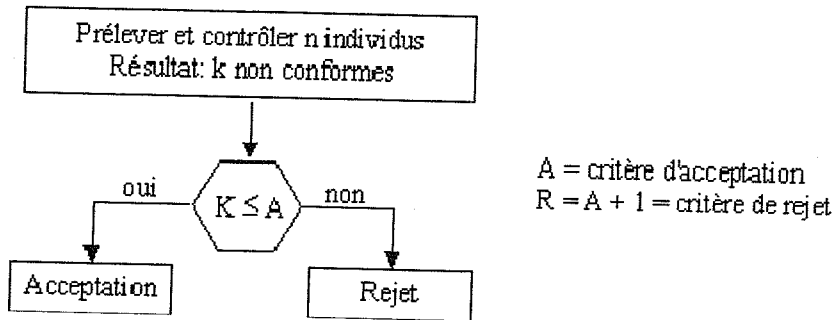 Prélever et contrôler n individus
Résultat: k non conformes
oui
K ≤ A
non
A = critère d'acceptation
R = A + 1 = critère de rejet
Acceptation
Rejet